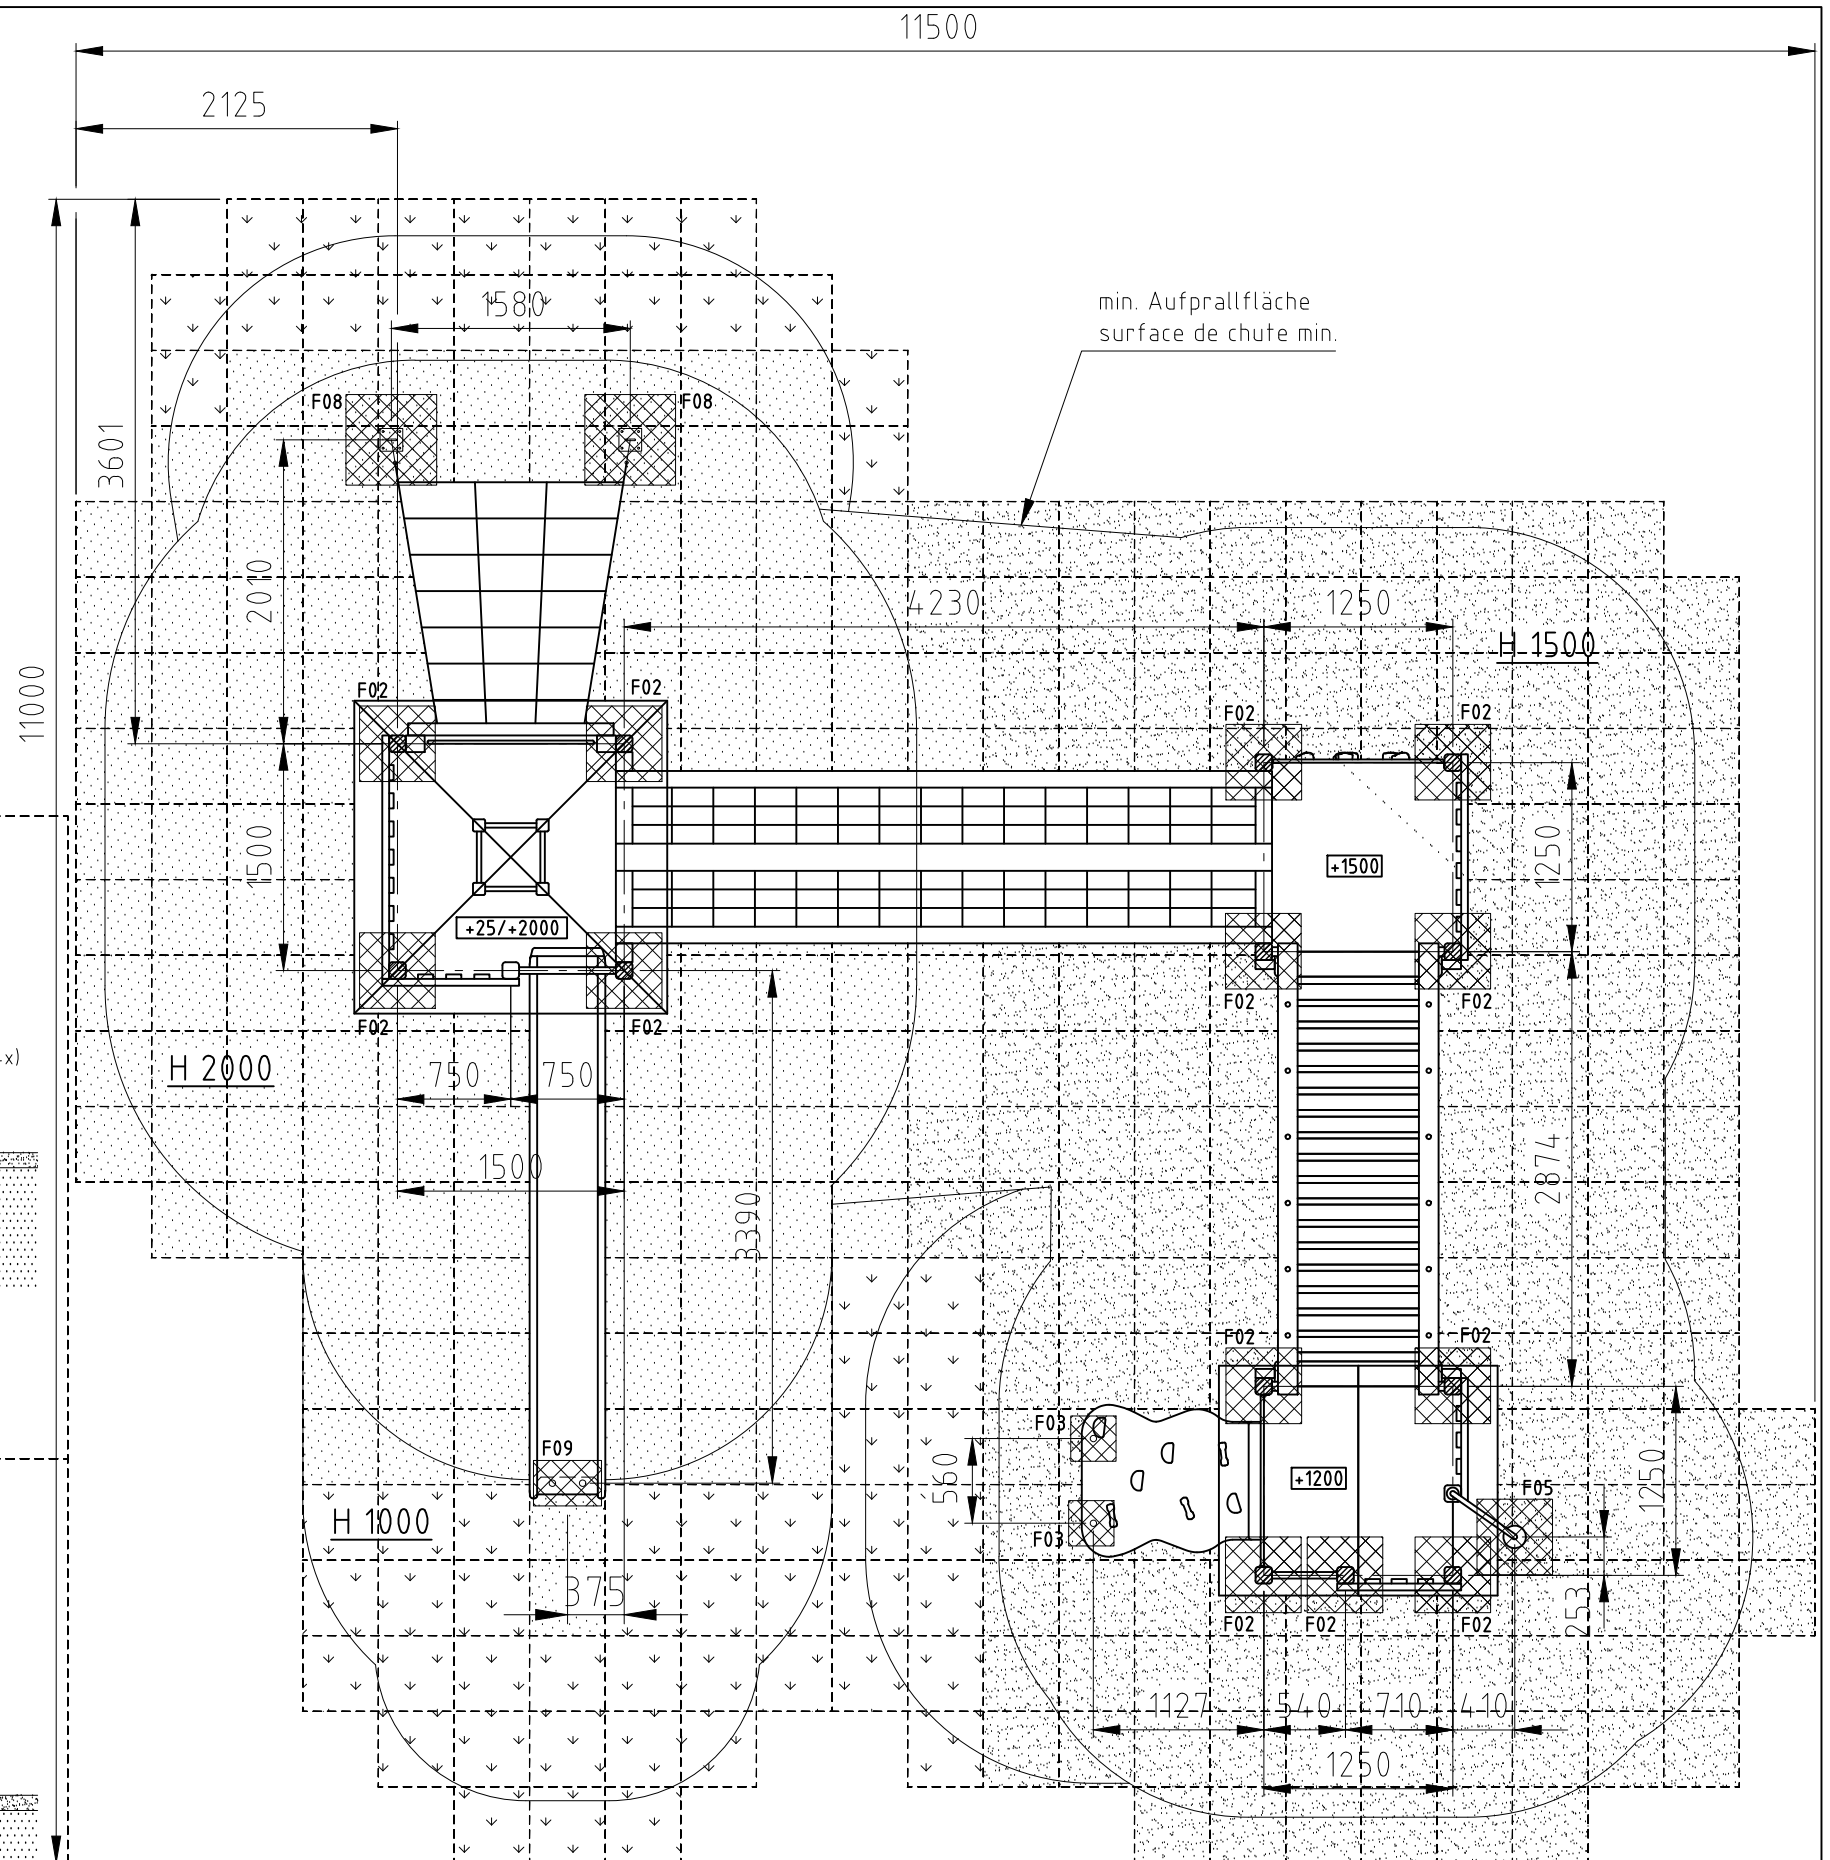 11500
2125
1580
min. Aufprallfläche
surface de chute min.
F08
F08
3601
2010
4230
1250
H 1500
11000
F02
F02
F02
F02
1500
+1500
1250
+25/+2000
F02
F02
F02
F02
x)
H 2000
750
750
1500
3390
2874
F02
F02
F03
F09
560
+1200
1250
F05
H 1000
F03
375
253
F02
F02
F02
1127
540
710
410
1250